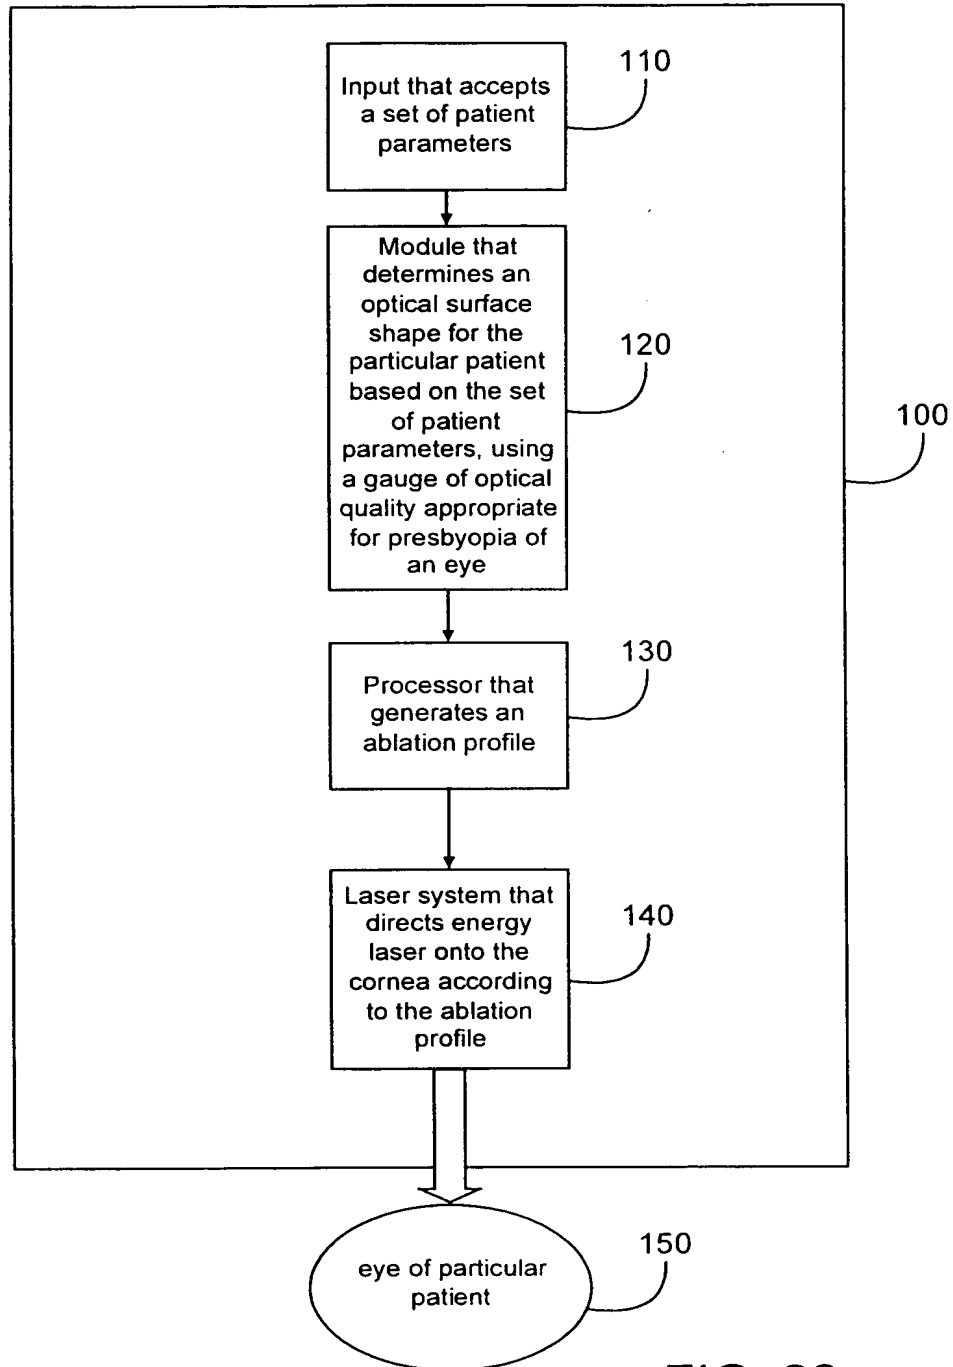 110
Input that accepts
a set of patient
parameters
Module that
determines an
optical surface
shape for the
particular patient
based on the set
of patient
parameters, using
a gauge of optical
quality appropriate
for presbyopia of
an eye
120
100
130
Processor that
generates an
ablation profile
Laser system that
directs energy
laser onto the
cornea according
to the ablation
profile
140
150
eye of particular
patient